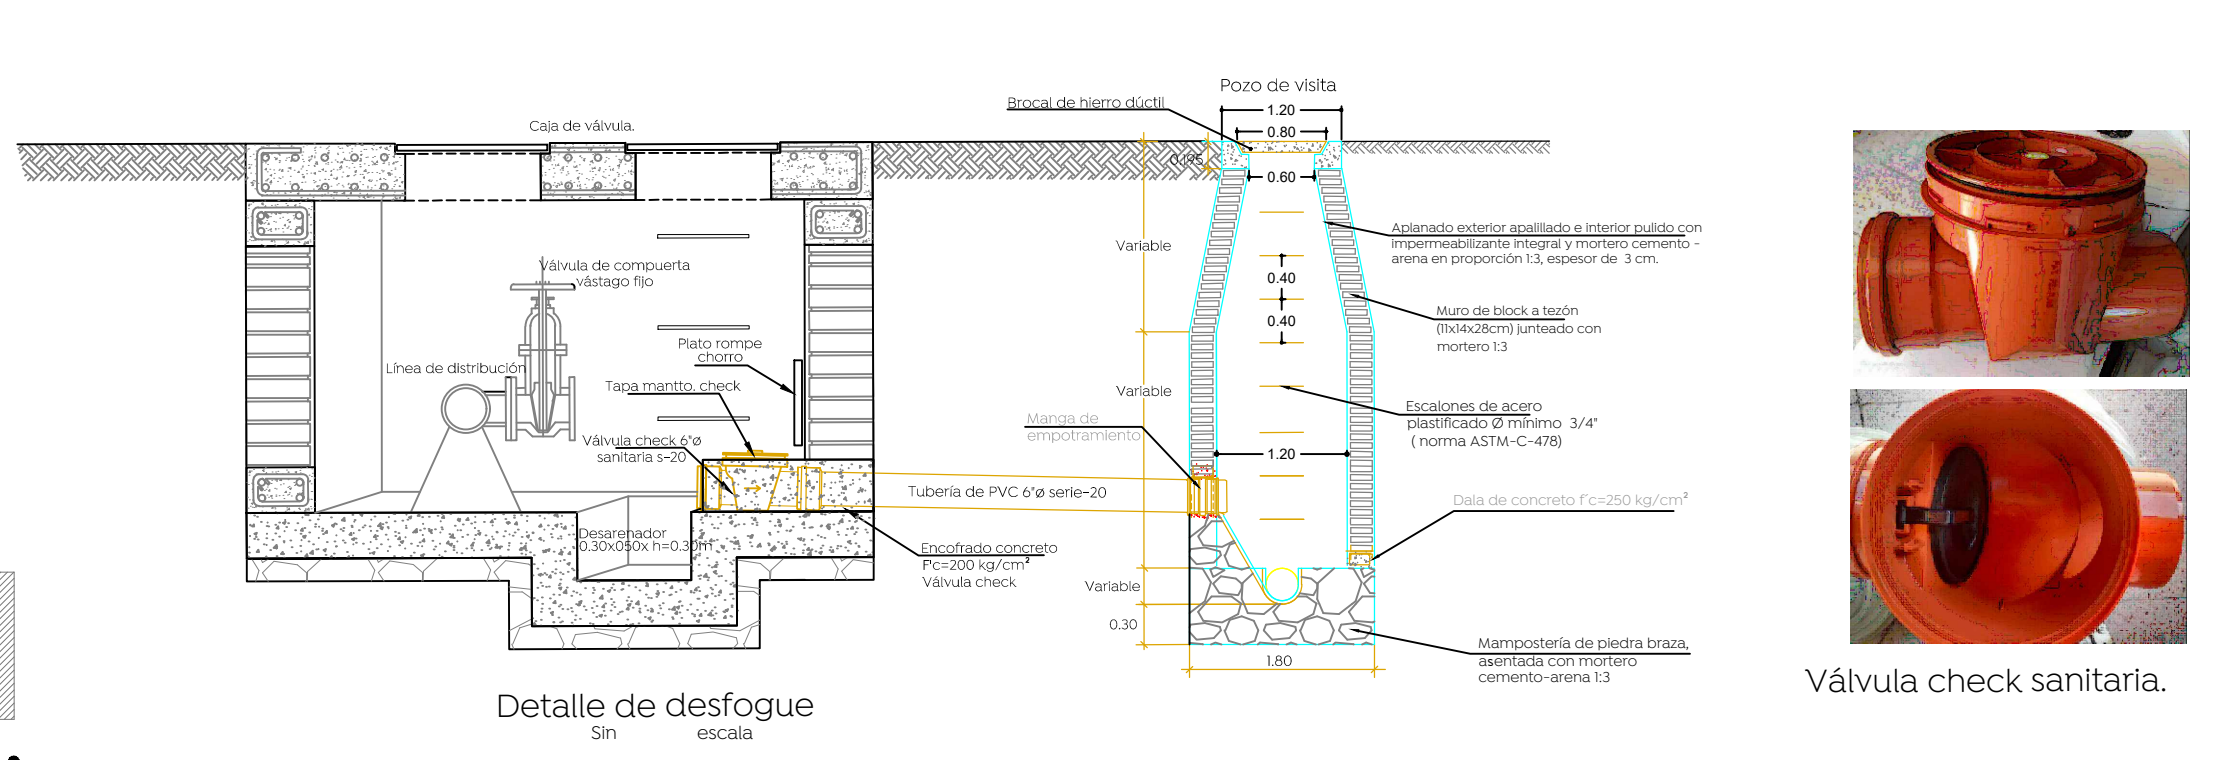 Pozo de visita
1.20
Brocal de hierro dúctil
0.80
Caja de válvula.
0.195
0.60
Aplanado exterior apalillado e interior pulido con
impermeabilizante integral y mortero cemento -
arena en proporción 1:3, espesor de 3 cm.
Variable
Válvula de compuerta
vástago fijo
0.40
0.40
Muro de block a tezón
(11x14x28cm) junteado con
mortero 1:3
Plato rompe
chorro
Línea de distribución
Tapa mantto. check
Variable
Escalones de acero
plastificado Ø mínimo 3/4"
( norma ASTM-C-478)
Manga de
empotramiento
Válvula check 6"ø
sanitaria s-20
1.20
Tubería de PVC 6"ø serie-20
Dala de concreto f´c=250 kg/cm²
Desarenador
0.30x050x h=0.30m
Encofrado concreto
F'c=200 kg/cm²
Válvula check
Variable
0.30
1.80
Mampostería de piedra braza,
asentada con mortero
cemento-arena 1:3
Detalle de desfogue
Sin escala
Válvula check sanitaria.